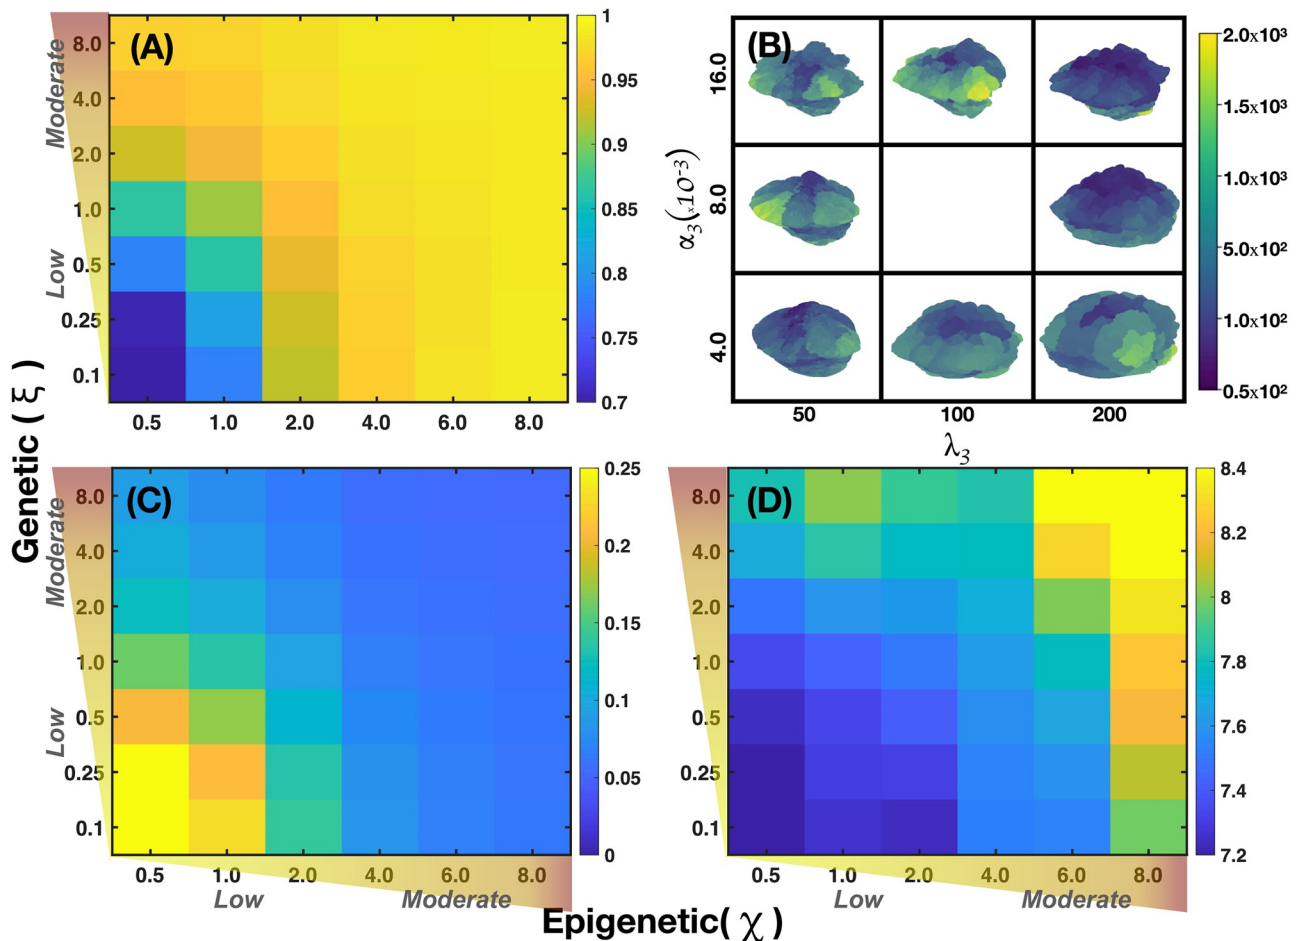 (A)
8.0
4.0
2.0
1.0
0.5
0.25
0.1
Moderate
Low
0.5 1.0 2.0 4.0 6.0 8.0
1
0.95
0.9
0.85
0.8
0.75
0.7
(B)
16.0
8.0
4.0
α₃(ₓ10⁻³)
50 100 200
λ₃
2.0x10³
1.5x10³
1.0x10³
5.0x10²
1.0x10²
0.5x10²
Genetic ( ξ )
(C)
8.0
4.0
2.0
1.0
0.5
0.25
0.1
Moderate
Low
0.5 1.0 2.0 4.0 6.0 8.0
Low Moderate
0.25
0.2
0.15
0.1
0.05
0
(D)
8.0
4.0
2.0
1.0
0.5
0.25
0.1
0.5 1.0 2.0 4.0 6.0 8.0
Low Moderate
8.4
8.2
8
7.8
7.6
7.4
7.2
Epigenetic( χ )